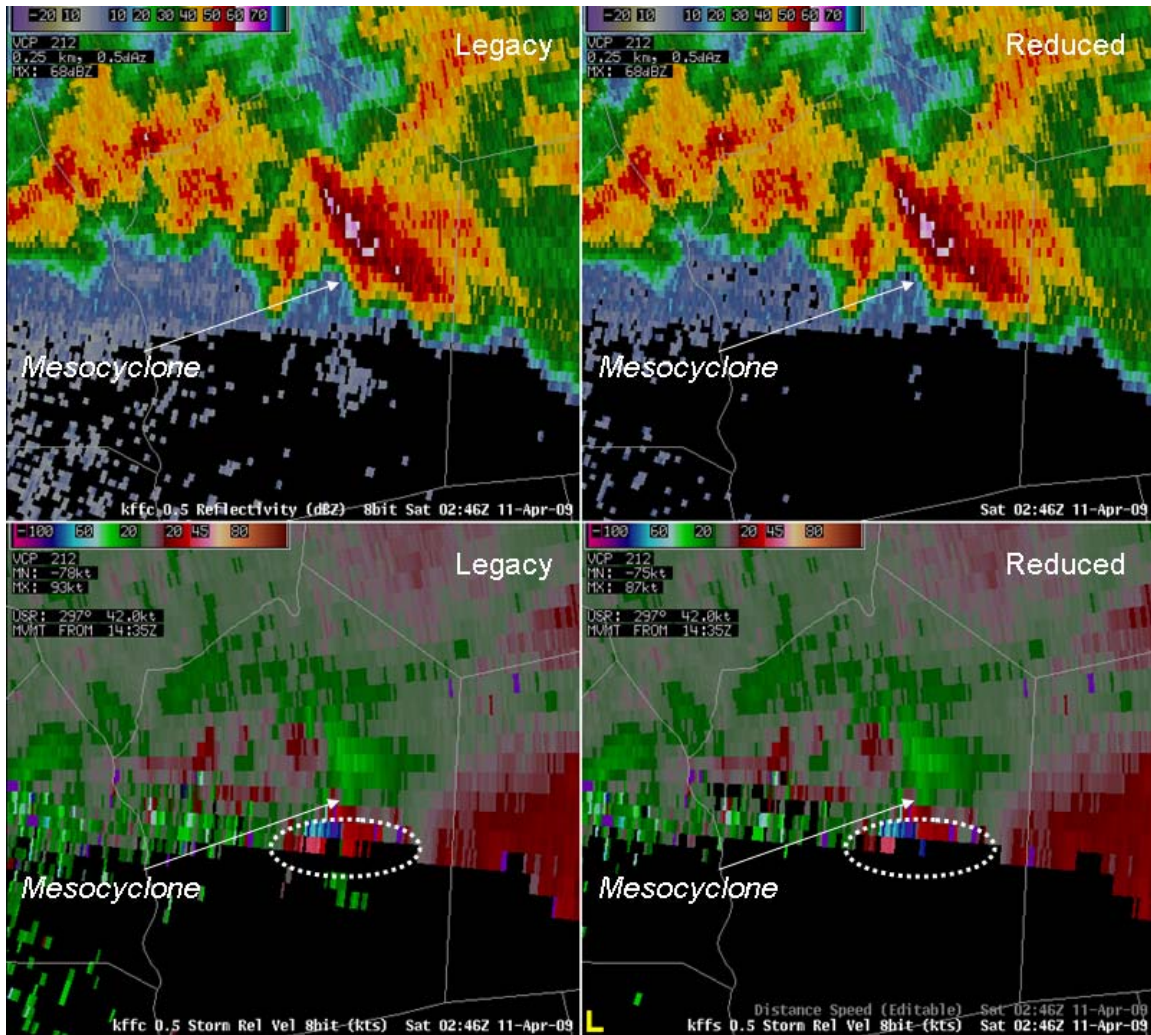 -20 10 20 30 40 50 60 70
VCP 212
0.25 km, 0.5dAz
MX: 68dBZ
Legacy
Mesocyclone
kffc 0.5 Reflectivity (dBZ) 8bit Sat 02:46Z 11-Apr-09
-20 10 20 30 40 50 60 70
VCP 212
0.25 km, 0.5dAz
MX: 68dBZ
Reduced
Mesocyclone
Sat 02:46Z 11-Apr-09
-100 60 20 20 45 80
VCP 212
MN: -78kt
MX: 93kt
USR: 297° 42.0kt
MVMT FROM 14:35Z
Legacy
Mesocyclone
kffc 0.5 Storm Rel Vel 8bit (kts) Sat 02:46Z 11-Apr-09
-100 60 20 20 45 80
VCP 212
MN: -75kt
MX: 87kt
USR: 297° 42.0kt
MVMT FROM 14:35Z
Reduced
Mesocyclone
Distance Speed (Editable) Sat 02:46Z 11-Apr-09
L kffs 0.5 Storm Rel Vel 8bit (kts) Sat 02:46Z 11-Apr-09